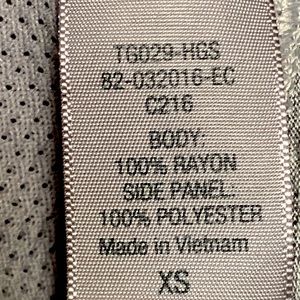 T6029-HGS
82-032016-EC
C216
BODY:
100% RAYON
SIDE PANEL:
100% POLYESTER
Made in Vietnam
XS